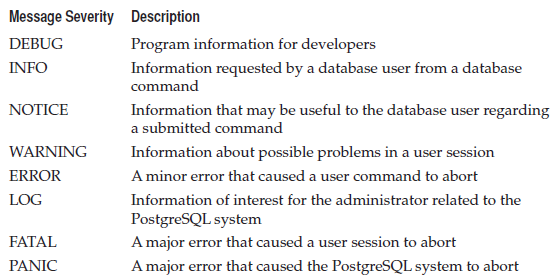 Message Severity Description
DEBUG Program information for developers
INFO Information requested by a database user from a database
command
NOTICE Information that may be useful to the database user regarding
a submitted command
WARNING Information about possible problems in a user session
ERROR A minor error that caused a user command to abort
LOG Information of interest for the administrator related to the
PostgreSQL system
FATAL A major error that caused a user session to abort
PANIC A major error that caused the PostgreSQL system to abort